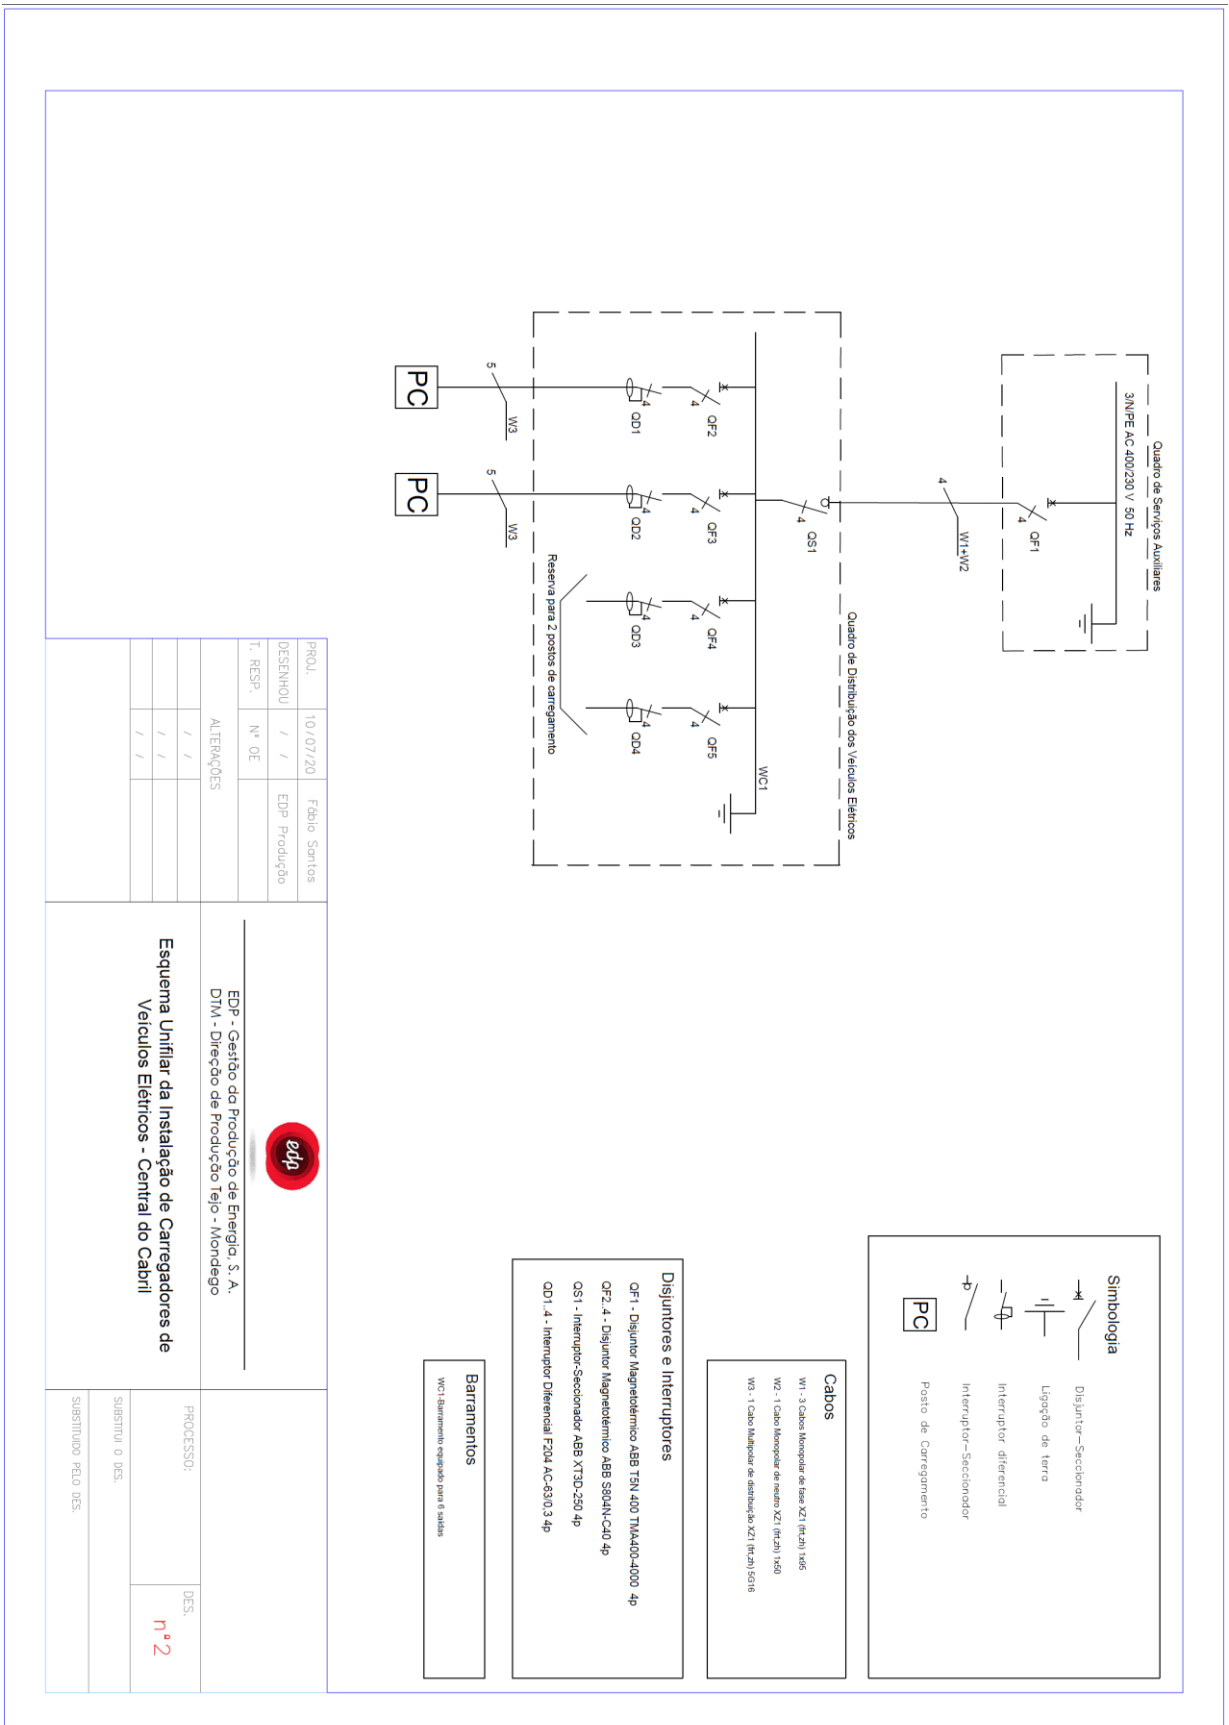 Quadro de Serviços Auxiliares
3/N/PE AC 400/230 V 50 Hz
4
QF1
4
W1+W2
Quadro de Distribuição dos Veículos Elétricos
4
QS1
WC1
4
QF2
4
QF3
4
QF4
4
QF5
4
QD1
4
QD2
4
QD3
4
QD4
Reserva para 2 postos de carregamento
5
W3
5
W3
PC
PC
Simbologia
Disjuntor-Seccionador
Ligação de terra
Interruptor diferencial
Interruptor-Seccionador
PC
Posto de Carregamento
Cabos
W1 - 3 Cabos Monopolar de fase XZ1 (frt,zh) 1x95
W2 - 1 Cabo Monopolar de neutro XZ1 (frt,zh) 1x50
W3 - 1 Cabo Multipolar de distribuição XZ1 (frt,zh) 5G16
Disjuntores e Interruptores
QF1 - Disjuntor Magnetotérmico ABB T5N 400 TMA400-4000 4p
QF2..4 - Disjuntor Magnetotérmico ABB S804N-C40 4p
QS1 - Interruptor-Seccionador ABB XT3D-250 4p
QD1..4 - Interruptor Diferencial F204 AC-63/0,3 4p
Barramentos
WC1-Barramento equipado para 6 saídas
PROJ. 10/07/20 Fábio Santos
DESENHOU / / EDP Produção
T. RESP. Nº OE
ALTERAÇÕES
/ /
/ /
/ /
edp
EDP - Gestão da Produção de Energia, S. A.
DTM - Direção de Produção Tejo - Mondego
Esquema Unifilar da Instalação de Carregadores de
Veículos Elétricos - Central do Cabril
PROCESSO:
DES.
nº2
SUBSTITUI O DES.
SUBSTITUIDO PELO DES.